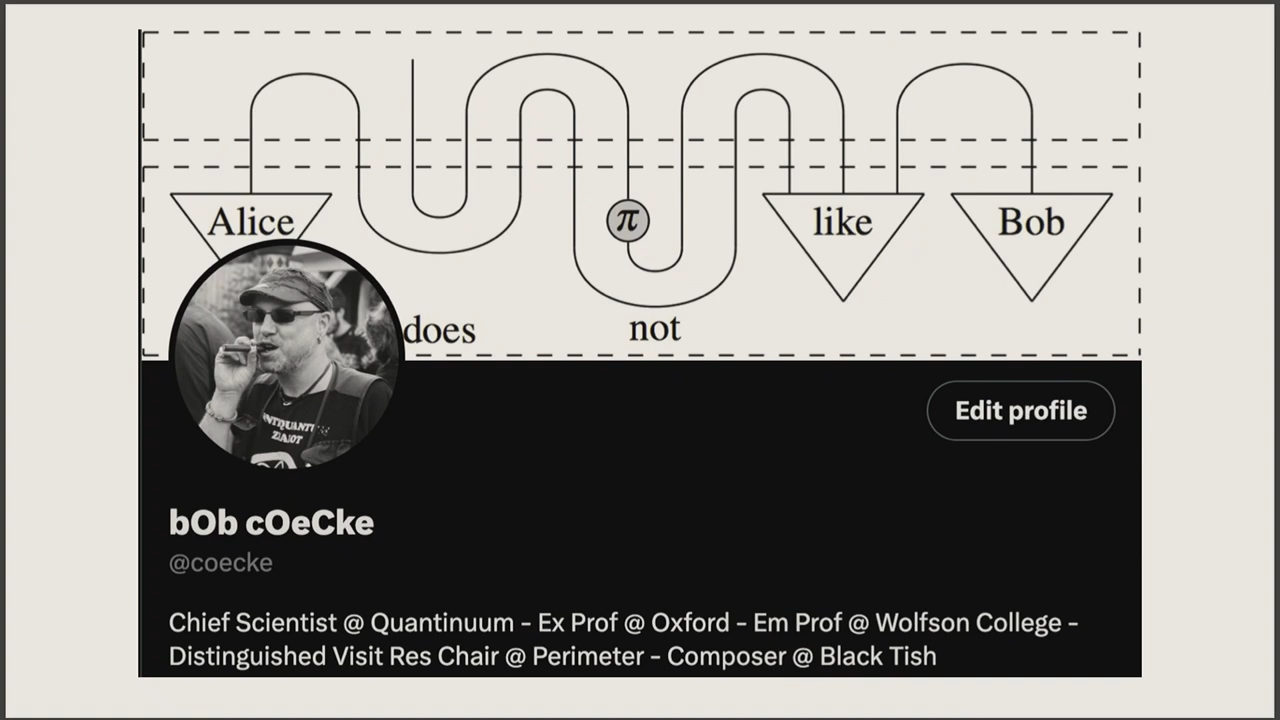 Alice
π
like
Bob
does
not
Edit profile
bOb cOeCke
@coecke
Chief Scientist @ Quantinuum - Ex Prof @ Oxford - Em Prof @ Wolfson College -
Distinguished Visit Res Chair @ Perimeter - Composer @ Black Tish